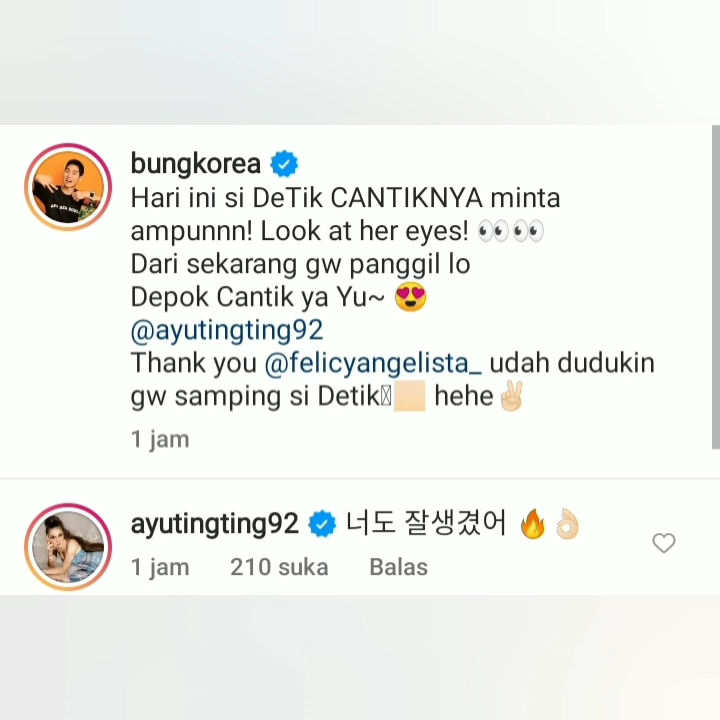 bungkorea
Hari ini si DeTik CANTIKNYA minta
ampunnn! Look at her eyes! 👀👀
Dari sekarang gw panggil lo
Depok Cantik ya Yu~ 😍
@ayutingting92
Thank you @felicyangelista_ udah dudukin
gw samping si Detik🏼 hehe✌🏻
1 jam
ayutingting92 너도 잘생겼어 🔥👌🏻
1 jam 210 suka Balas